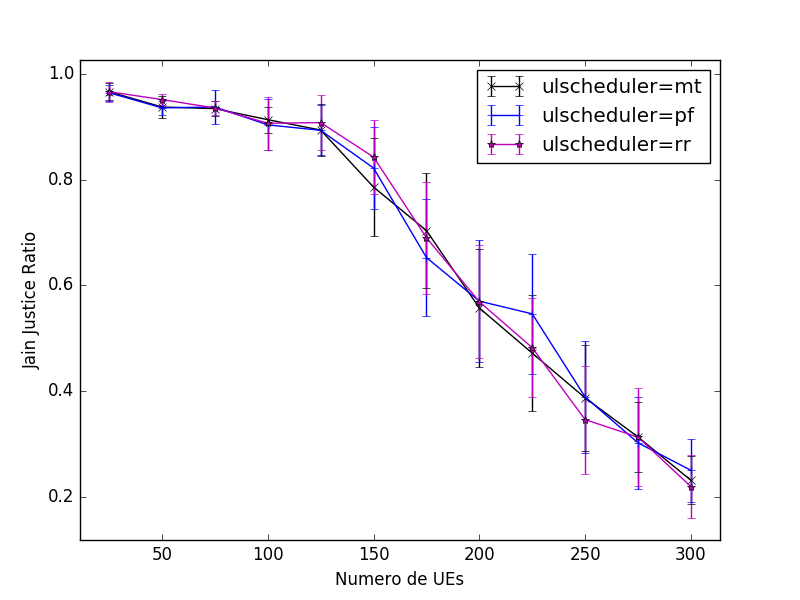 1.0
0.8
0.6
0.4
0.2
Jain Justice Ratio
ulscheduler=mt
ulscheduler=pf
ulscheduler=rr
50 100 150 200 250 300
Numero de UEs